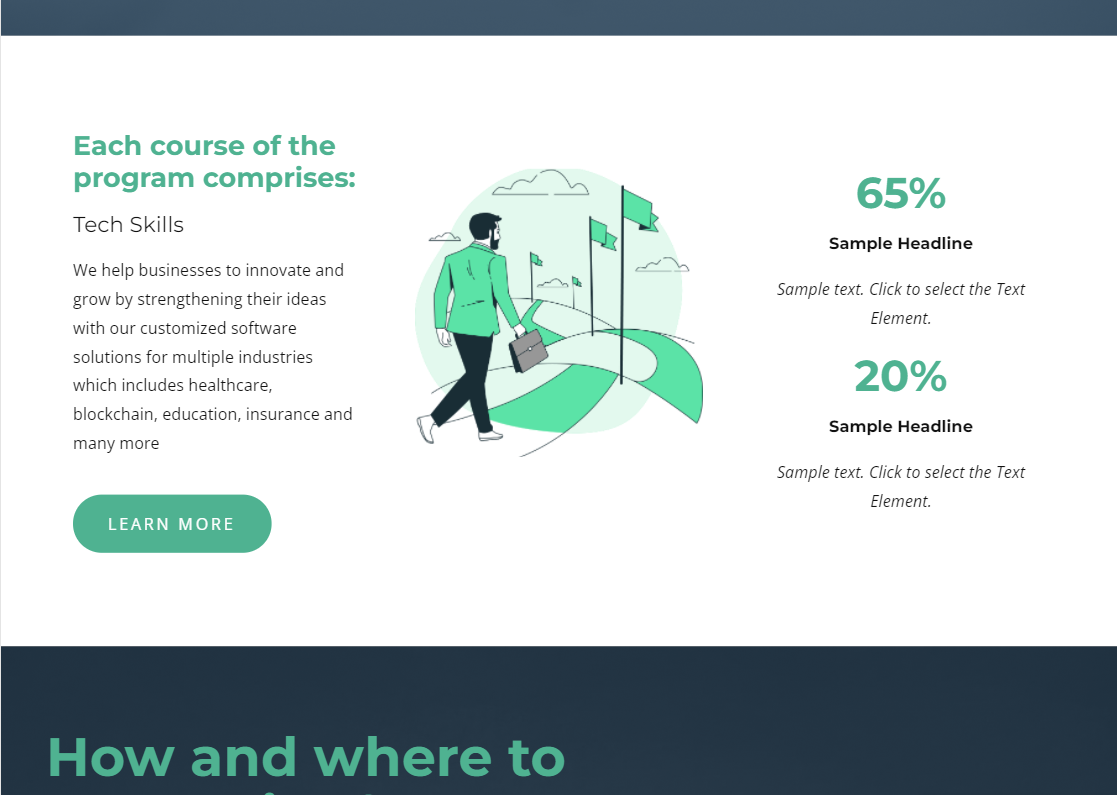 Each course of the
program comprises:
Tech Skills
We help businesses to innovate and
grow by strengthening their ideas
with our customized software
solutions for multiple industries
which includes healthcare,
blockchain, education, insurance and
many more
LEARN MORE
65%
Sample Headline
Sample text. Click to select the Text
Element.
20%
Sample Headline
Sample text. Click to select the Text
Element.
How and where to